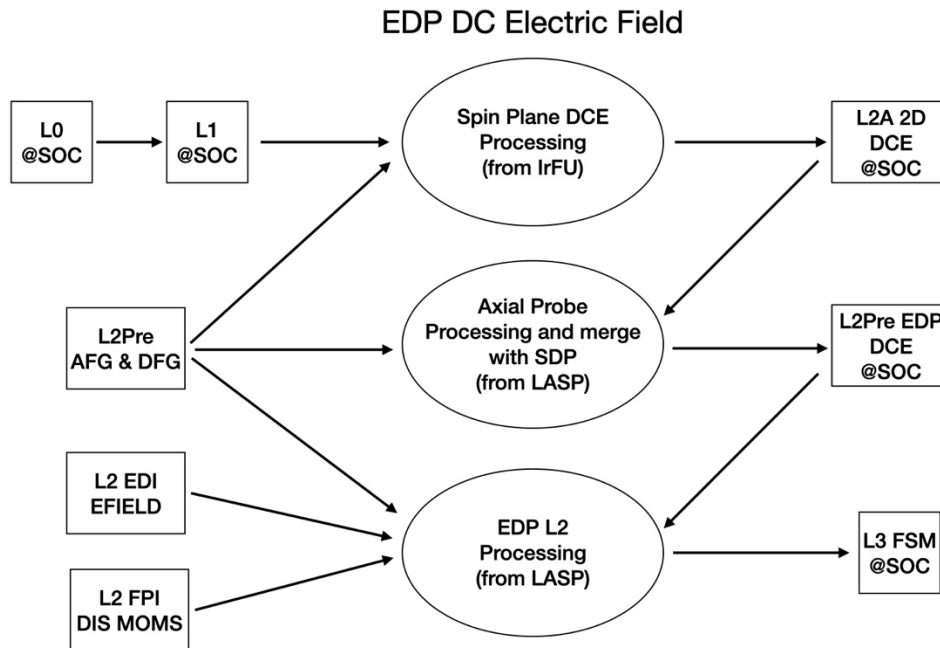 EDP DC Electric Field
L0
@SOC
L1
@SOC
Spin Plane DCE
Processing
(from IrFU)
L2A 2D
DCE
@SOC
L2Pre
AFG & DFG
Axial Probe
Processing and merge
with SDP
(from LASP)
L2Pre EDP
DCE
@SOC
L2 EDI
EFIELD
L2 FPI
DIS MOMS
EDP L2
Processing
(from LASP)
L3 FSM
@SOC